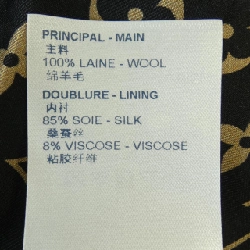 PRINCIPAL - MAIN
主料
100% LAINE - WOOL
绵羊毛
DOUBLURE - LINING
内衬
85% SOIE - SILK
桑蚕丝
8% VISCOSE - VISCOSE
粘胶纤维